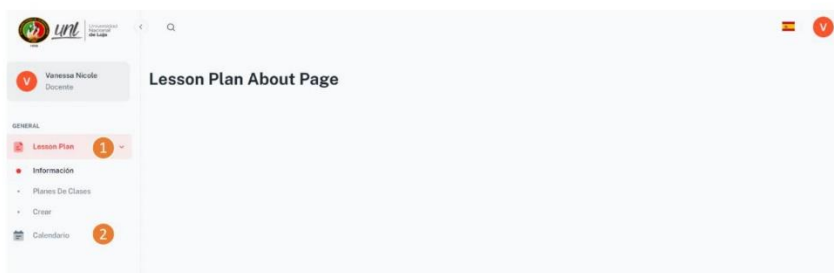 unl Universidad
Nacional
de Loja
V
Vanessa Nicole
Docente
Lesson Plan About Page
GENERAL
Lesson Plan 1
Información
Planes De Clases
Crear
Calendario 2
V